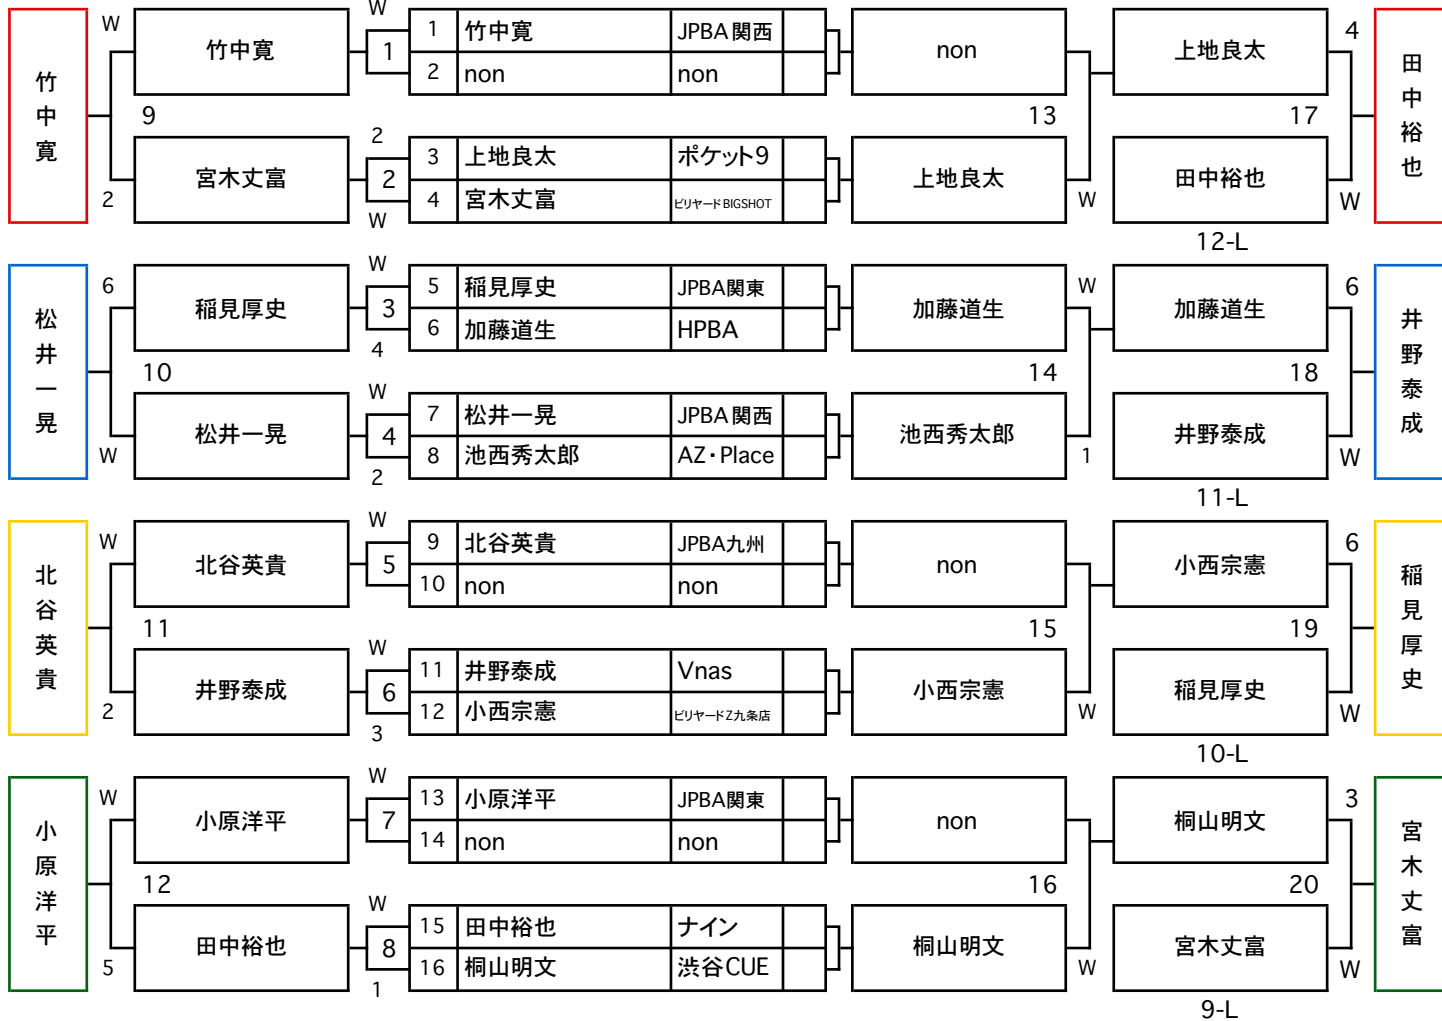 W
竹中寛
W
竹中寛
1
1 竹中寛 JPBA関西
2 non non
non
上地良太
4
田中裕也
9
13
17
2
宮木丈富
2
2
3 上地良太 ポケット9
4 宮木丈富 ビリヤードBIGSHOT
W
上地良太
W
田中裕也
W
12-L
松井一晃
6
稲見厚史
W
3
5 稲見厚史 JPBA関東
6 加藤道生 HPBA
4
加藤道生
W
加藤道生
6
井野泰成
10
14
18
W
松井一晃
W
4
7 松井一晃 JPBA関西
8 池西秀太郎 AZ・Place
2
池西秀太郎
1
井野泰成
W
11-L
北谷英貴
W
北谷英貴
W
5
9 北谷英貴 JPBA九州
10 non non
non
小西宗憲
6
稲見厚史
11
15
19
2
井野泰成
W
6
11 井野泰成 Vnas
12 小西宗憲 ビリヤードZ九条店
3
小西宗憲
W
稲見厚史
W
10-L
小原洋平
W
小原洋平
W
7
13 小原洋平 JPBA関東
14 non non
non
桐山明文
3
宮木丈富
12
16
20
5
田中裕也
W
8
15 田中裕也 ナイン
16 桐山明文 渋谷CUE
1
桐山明文
W
宮木丈富
W
9-L